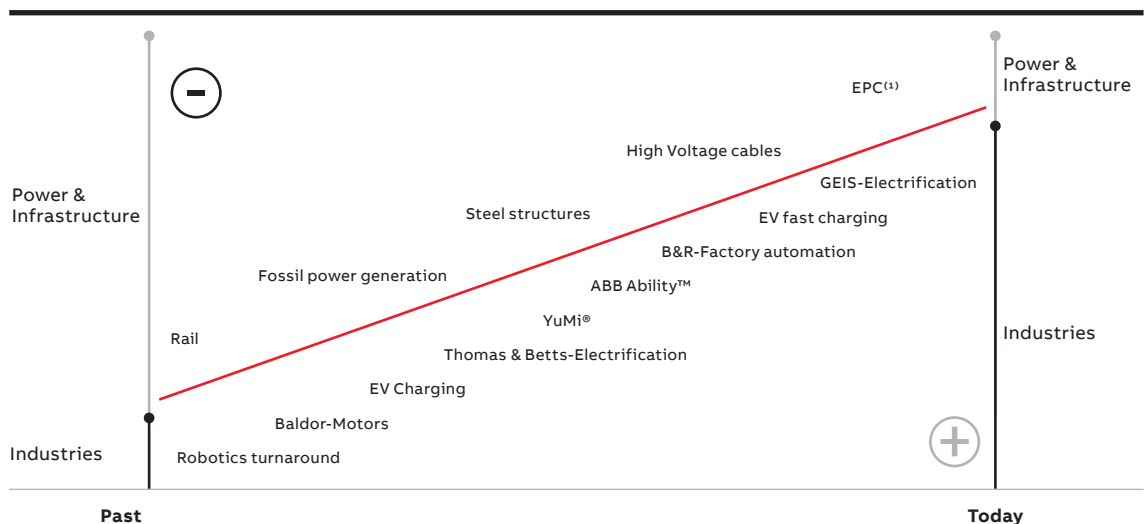 Power &
Infrastructure
EPC⁽¹⁾
High Voltage cables
GEIS-Electrification
Power &
Infrastructure
Steel structures
EV fast charging
B&R-Factory automation
Fossil power generation
ABB Ability™
YuMi®
Rail
Industries
Thomas & Betts-Electrification
EV Charging
Baldor-Motors
Industries
Robotics turnaround
Past
Today